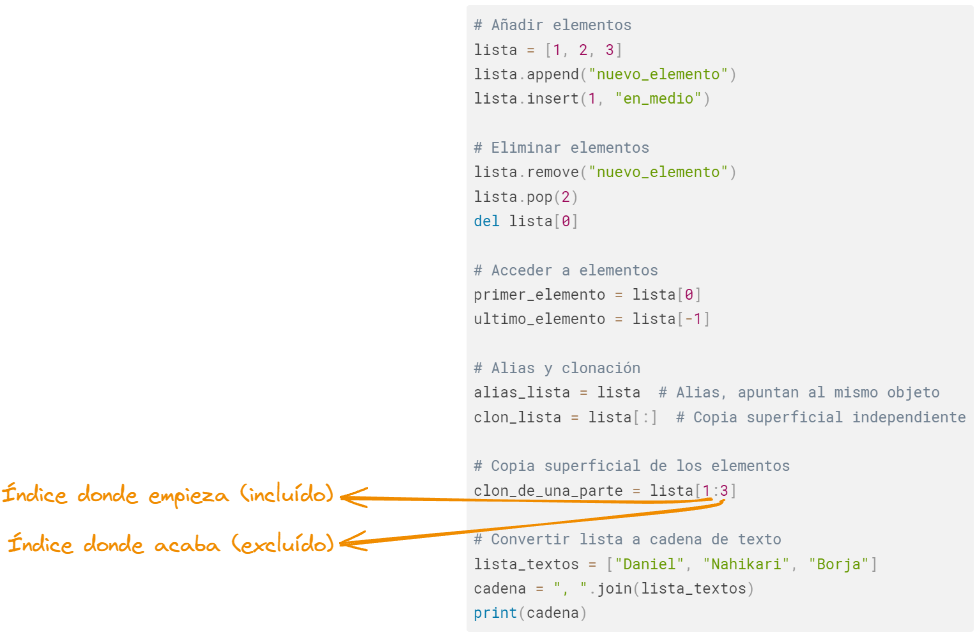 # Añadir elementos
lista = [1, 2, 3]
lista.append("nuevo_elemento")
lista.insert(1, "en_medio")
# Eliminar elementos
lista.remove("nuevo_elemento")
lista.pop(2)
del lista[0]
# Acceder a elementos
primer_elemento = lista[0]
ultimo_elemento = lista[-1]
# Alias y clonación
alias_lista = lista  # Alias, apuntan al mismo objeto
clon_lista = lista[:]  # Copia superficial independiente
# Copia superficial de los elementos
clon_de_una_parte = lista[1:3]
Índice donde empieza (incluído)
Índice donde acaba (excluído)
# Convertir lista a cadena de texto
lista_textos = ["Daniel", "Nahikari", "Borja"]
cadena = ", ".join(lista_textos)
print(cadena)